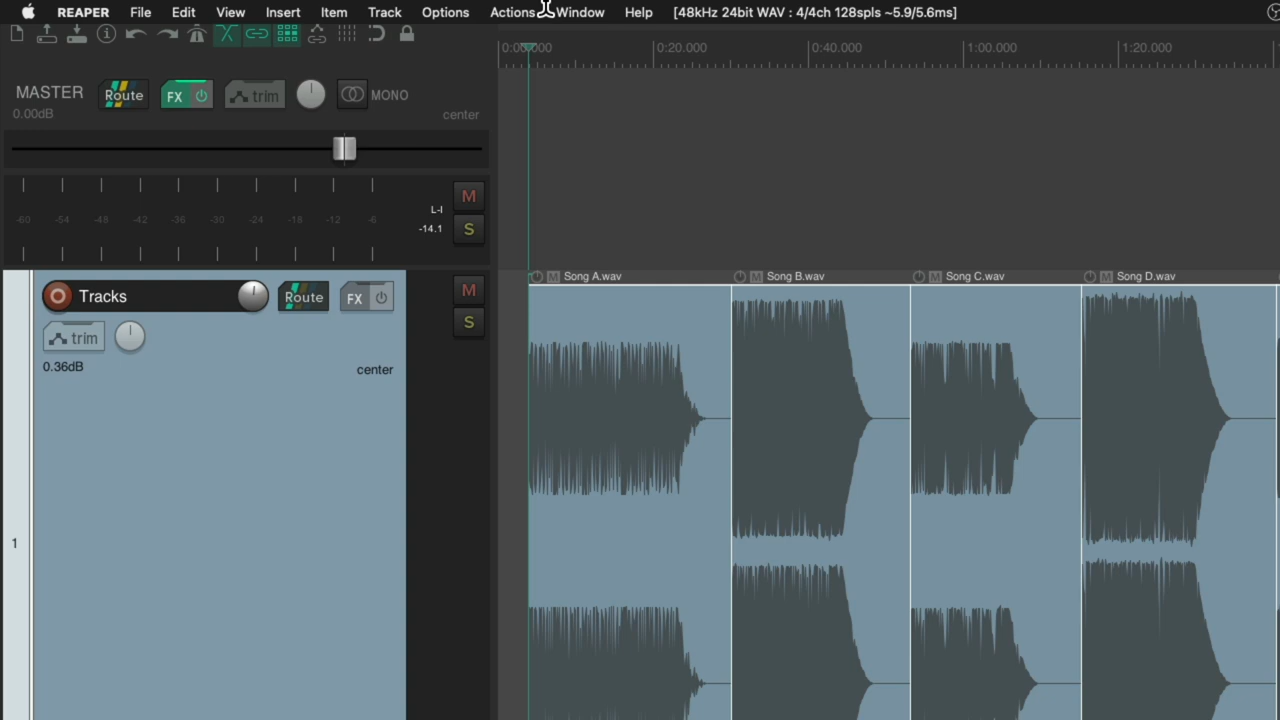 REAPER File Edit View Insert Item Track Options Actions Window Help [48kHz 24bit WAV : 4/4ch 128spls ~5.9/5.6ms]
0:00.000 0:20.000 0:40.000 1:00.000 1:20.000
MASTER Route FX trim MONO
0.00dB center
-60 -54 -48 -42 -36 -30 -24 -18 -12 -6
M
L-I
-14.1 S
Song A.wav M Song B.wav M Song C.wav M Song D.wav M
Tracks Route FX M
trim S
0.36dB center
1